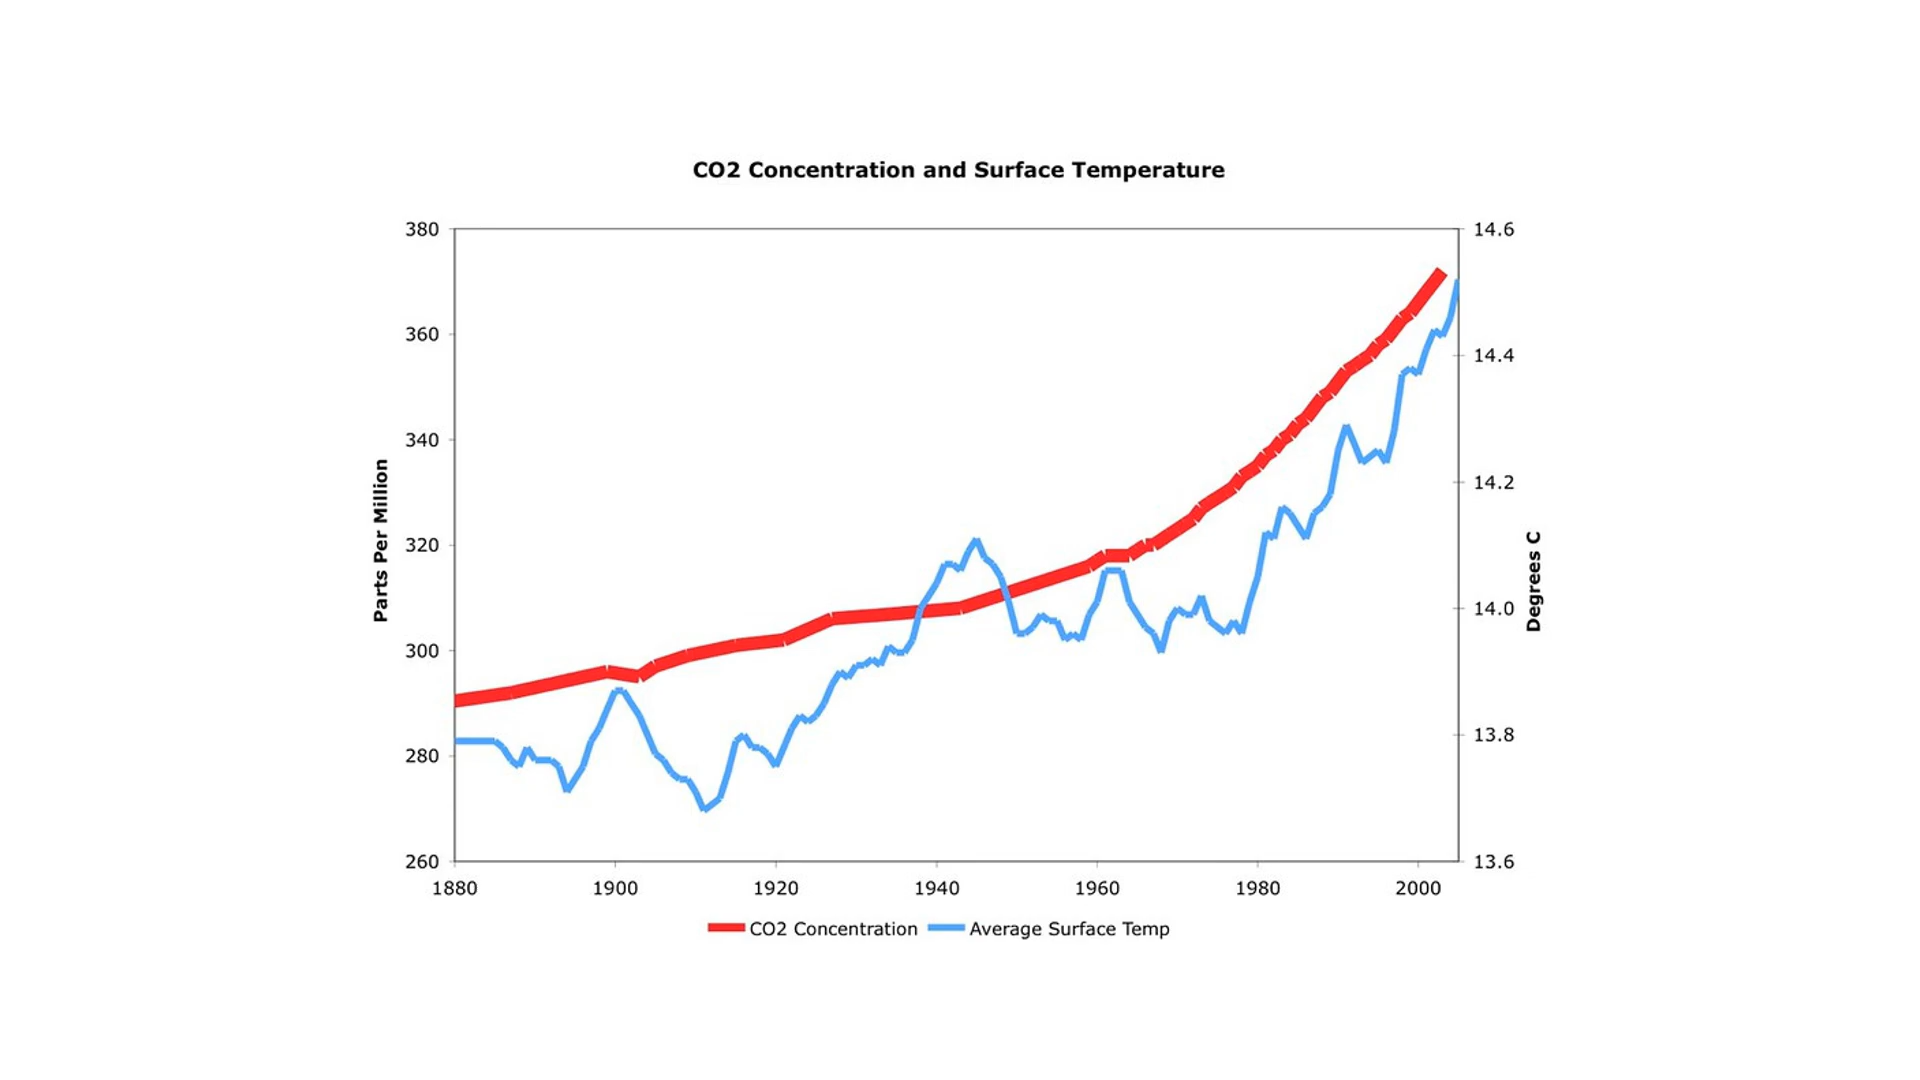 CO2 Concentration and Surface Temperature
380
360
340
320
300
280
260
Parts Per Million
14.6
14.4
14.2
14.0
13.8
13.6
Degrees C
1880 1900 1920 1940 1960 1980 2000
CO2 Concentration Average Surface Temp